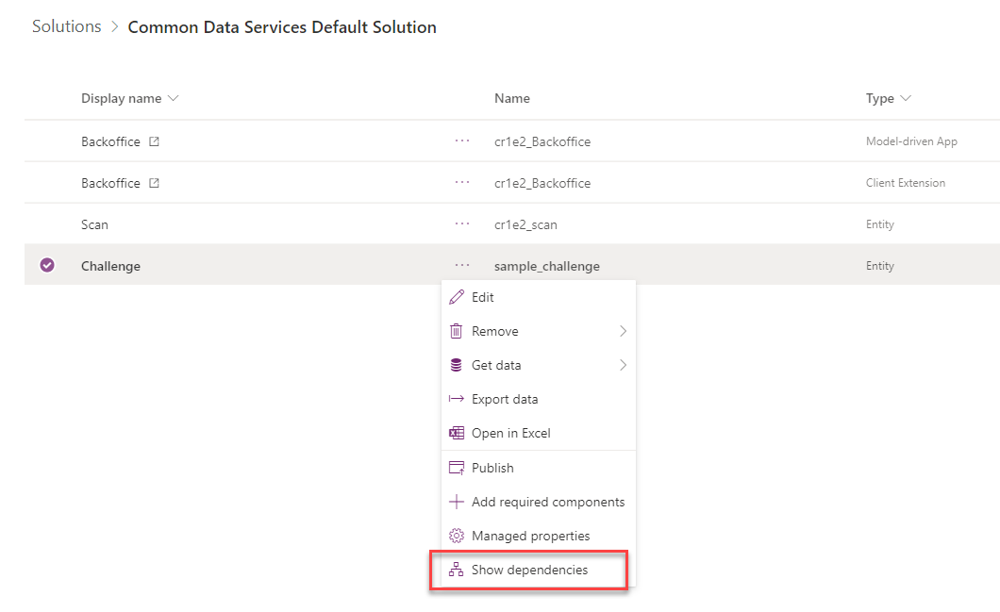 Solutions > Common Data Services Default Solution
Display name Name Type
Backoffice ... cr1e2_Backoffice Model-driven App
Backoffice ... cr1e2_Backoffice Client Extension
Scan ... cr1e2_scan Entity
Challenge ... sample_challenge Entity
Edit
Remove
Get data
Export data
Open in Excel
Publish
Add required components
Managed properties
Show dependencies